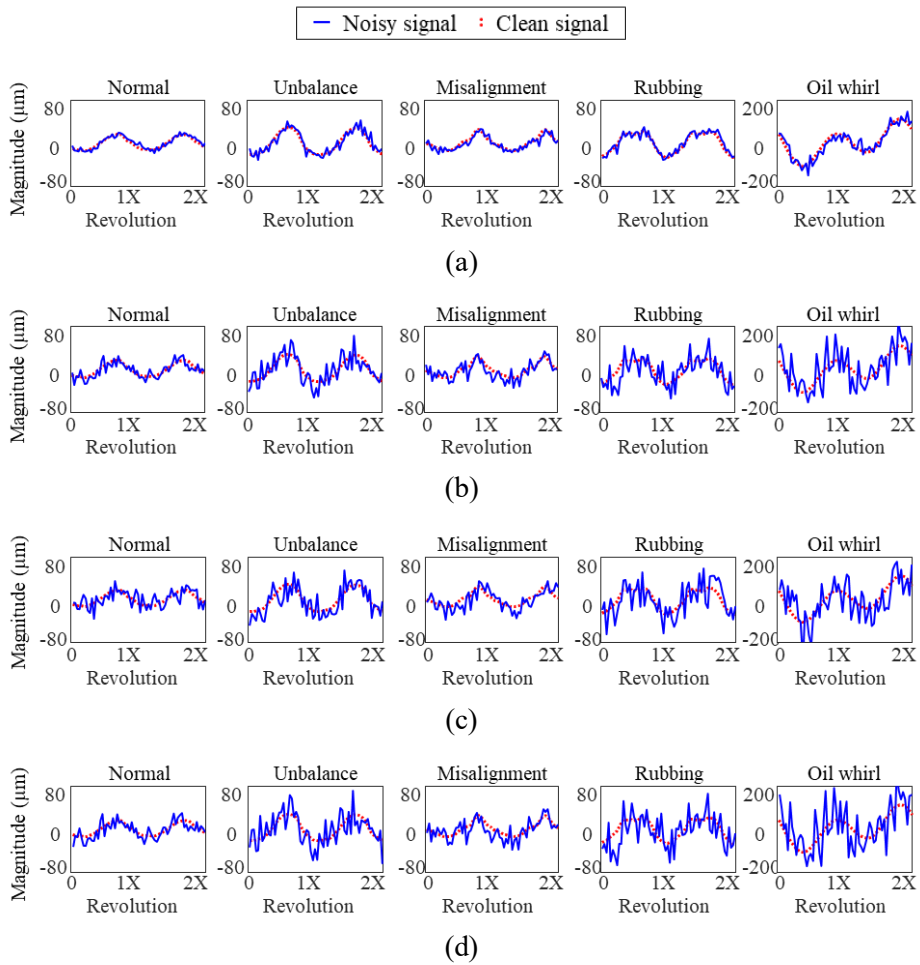 Noisy signal Clean signal
Normal Unbalance Misalignment Rubbing Oil whirl
Magnitude (μm)
80 80 80 80 200
0 0 0 0 0
-80 -80 -80 -80 -200
0 1X 2X 0 1X 2X 0 1X 2X 0 1X 2X 0 1X 2X
Revolution Revolution Revolution Revolution Revolution
(a)
Normal Unbalance Misalignment Rubbing Oil whirl
Magnitude (μm)
80 80 80 80 200
0 0 0 0 0
-80 -80 -80 -80 -200
0 1X 2X 0 1X 2X 0 1X 2X 0 1X 2X 0 1X 2X
Revolution Revolution Revolution Revolution Revolution
(b)
Normal Unbalance Misalignment Rubbing Oil whirl
Magnitude (μm)
80 80 80 80 200
0 0 0 0 0
-80 -80 -80 -80 -200
0 1X 2X 0 1X 2X 0 1X 2X 0 1X 2X 0 1X 2X
Revolution Revolution Revolution Revolution Revolution
(c)
Normal Unbalance Misalignment Rubbing Oil whirl
Magnitude (μm)
80 80 80 80 200
0 0 0 0 0
-80 -80 -80 -80 -200
0 1X 2X 0 1X 2X 0 1X 2X 0 1X 2X 0 1X 2X
Revolution Revolution Revolution Revolution Revolution
(d)